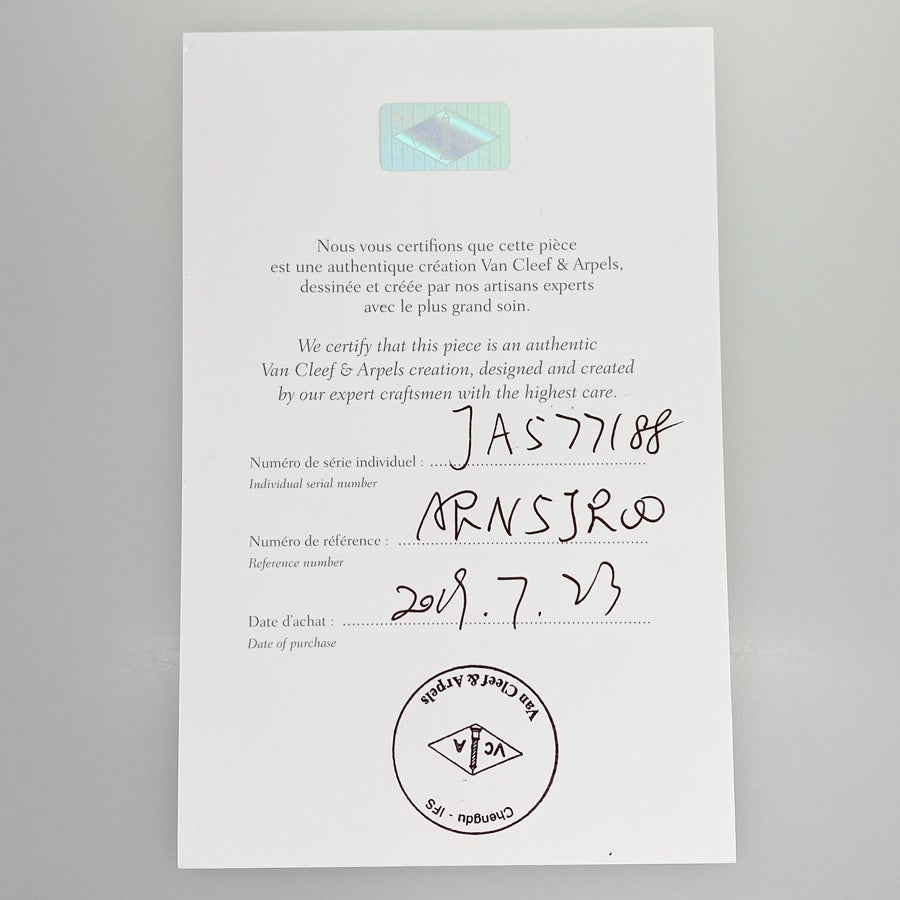 Nous vous certifions que cette pièce
est une authentique création Van Cleef & Arpels,
dessinée et créée par nos artisans experts
avec le plus grand soin.
We certify that this piece is an authentic
Van Cleef & Arpels creation, designed and created
by our expert craftsmen with the highest care.
Numéro de série individuel : JA577188
Individual serial number
Numéro de référence : ARN5JR00
Reference number
Date d'achat : 2019.7.23
Date of purchase
Van Cleef & Arpels
VC A
Chengdu - IFS